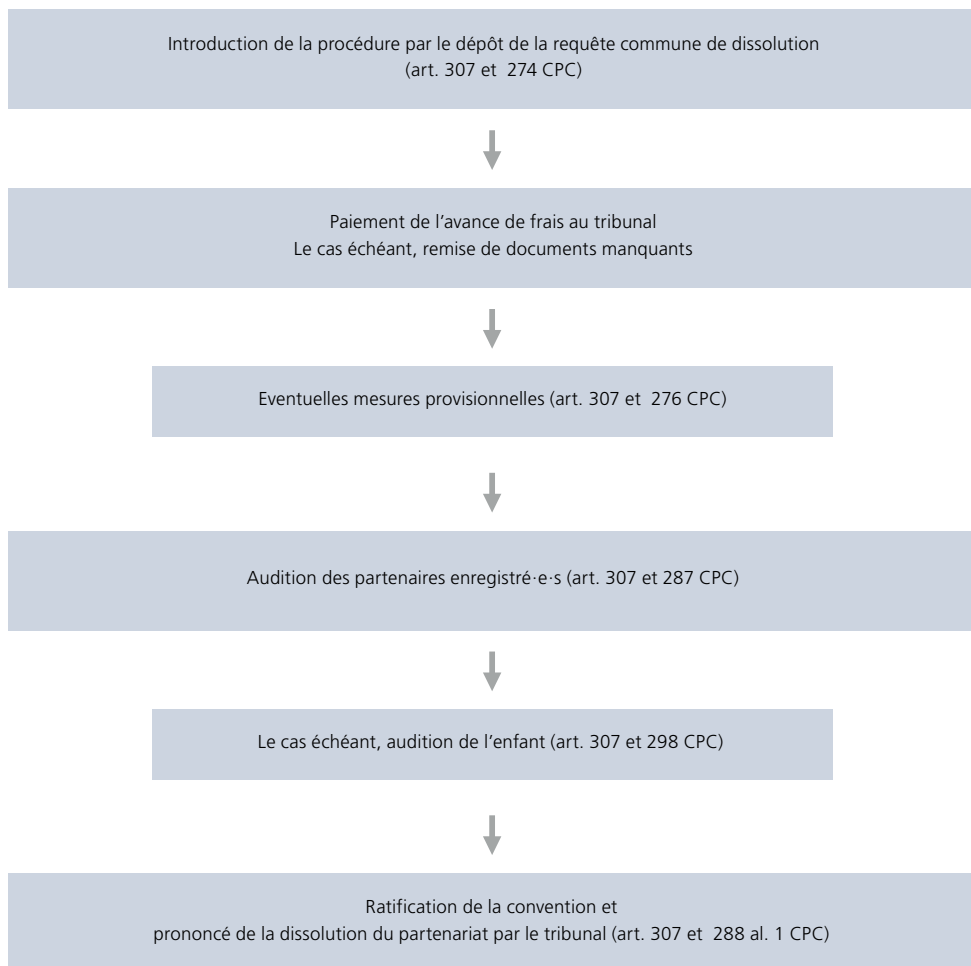 Introduction de la procédure par le dépôt de la requête commune de dissolution
(art. 307 et 274 CPC)
Paiement de l'avance de frais au tribunal
Le cas échéant, remise de documents manquants
Eventuelles mesures provisionnelles (art. 307 et 276 CPC)
Audition des partenaires enregistré·e·s (art. 307 et 287 CPC)
Le cas échéant, audition de l'enfant (art. 307 et 298 CPC)
Ratification de la convention et
prononcé de la dissolution du partenariat par le tribunal (art. 307 et 288 al. 1 CPC)